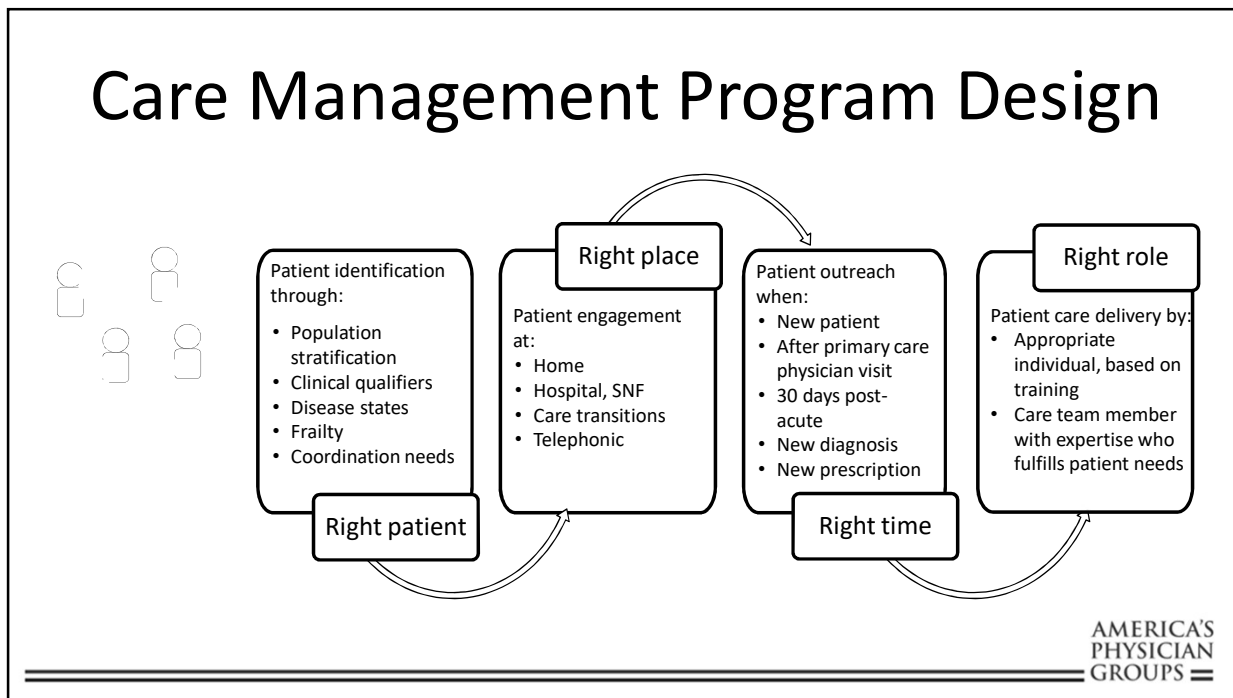 Care Management Program Design
Patient identification
through:
• Population
stratification
• Clinical qualifiers
• Disease states
• Frailty
• Coordination needs
Right patient
Right place
Patient engagement
at:
• Home
• Hospital, SNF
• Care transitions
• Telephonic
Patient outreach
when:
• New patient
• After primary care
physician visit
• 30 days post-
acute
• New diagnosis
• New prescription
Right time
Right role
Patient care delivery by:
• Appropriate
individual, based on
training
• Care team member
with expertise who
fulfills patient needs
AMERICA'S
PHYSICIAN
GROUPS